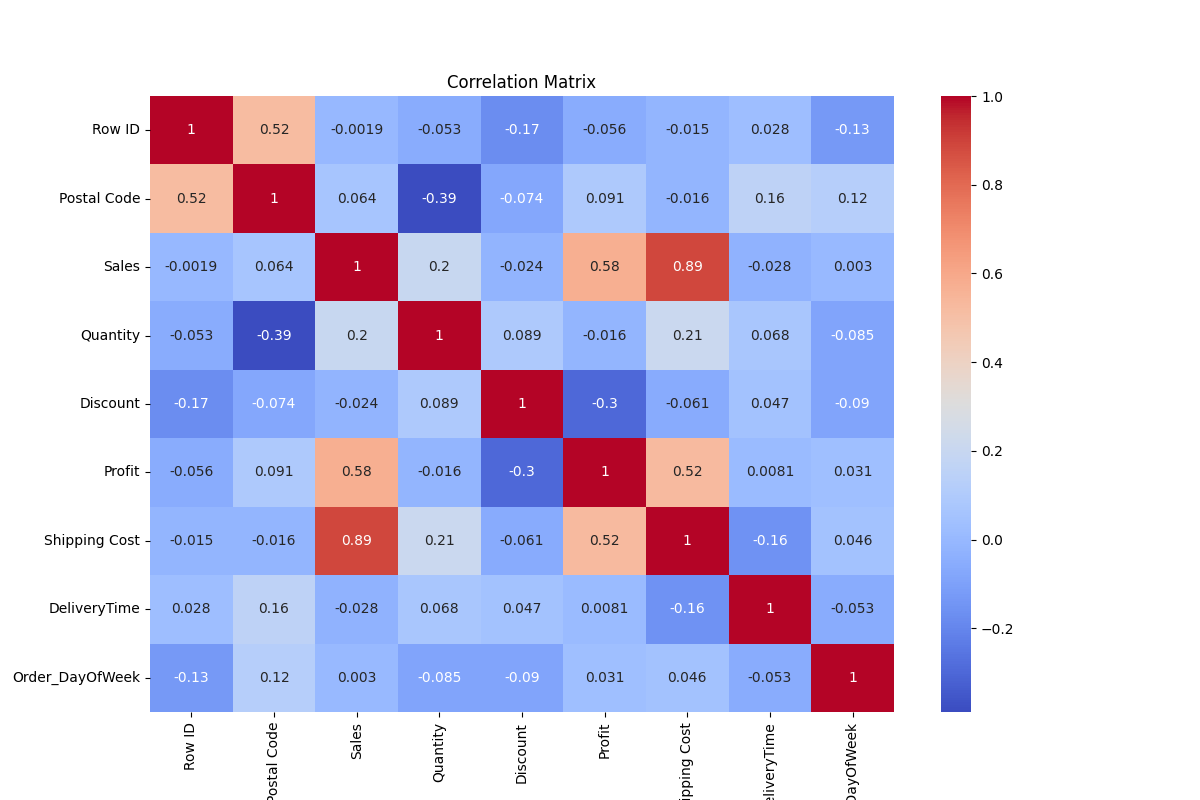 Correlation Matrix
Row ID 1 0.52 -0.0019 -0.053 -0.17 -0.056 -0.015 0.028 -0.13
Postal Code 0.52 1 0.064 -0.39 -0.074 0.091 -0.016 0.16 0.12
Sales -0.0019 0.064 1 0.2 -0.024 0.58 0.89 -0.028 0.003
Quantity -0.053 -0.39 0.2 1 0.089 -0.016 0.21 0.068 -0.085
Discount -0.17 -0.074 -0.024 0.089 1 -0.3 -0.061 0.047 -0.09
Profit -0.056 0.091 0.58 -0.016 -0.3 1 0.52 0.0081 0.031
Shipping Cost -0.015 -0.016 0.89 0.21 -0.061 0.52 1 -0.16 0.046
DeliveryTime 0.028 0.16 -0.028 0.068 0.047 0.0081 -0.16 1 -0.053
Order_DayOfWeek -0.13 0.12 0.003 -0.085 -0.09 0.031 0.046 -0.053 1
Row ID
Postal Code
Sales
Quantity
Discount
Profit
ipping Cost
eliveryTime
DayOfWeek
1.0
0.8
0.6
0.4
0.2
0.0
−0.2